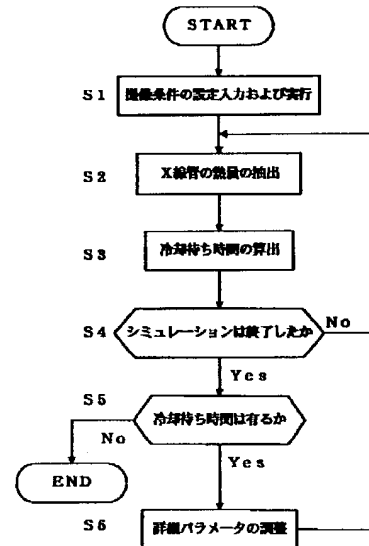 START
S1 撮像条件の設定入力および実行
S2 X線管の熱量の抽出
S3 冷却待ち時間の算出
S4 シミュレーションは終了したか No
Yes
S5 冷却待ち時間は有るか
No
Yes
END
S6 詳細パラメータの調整